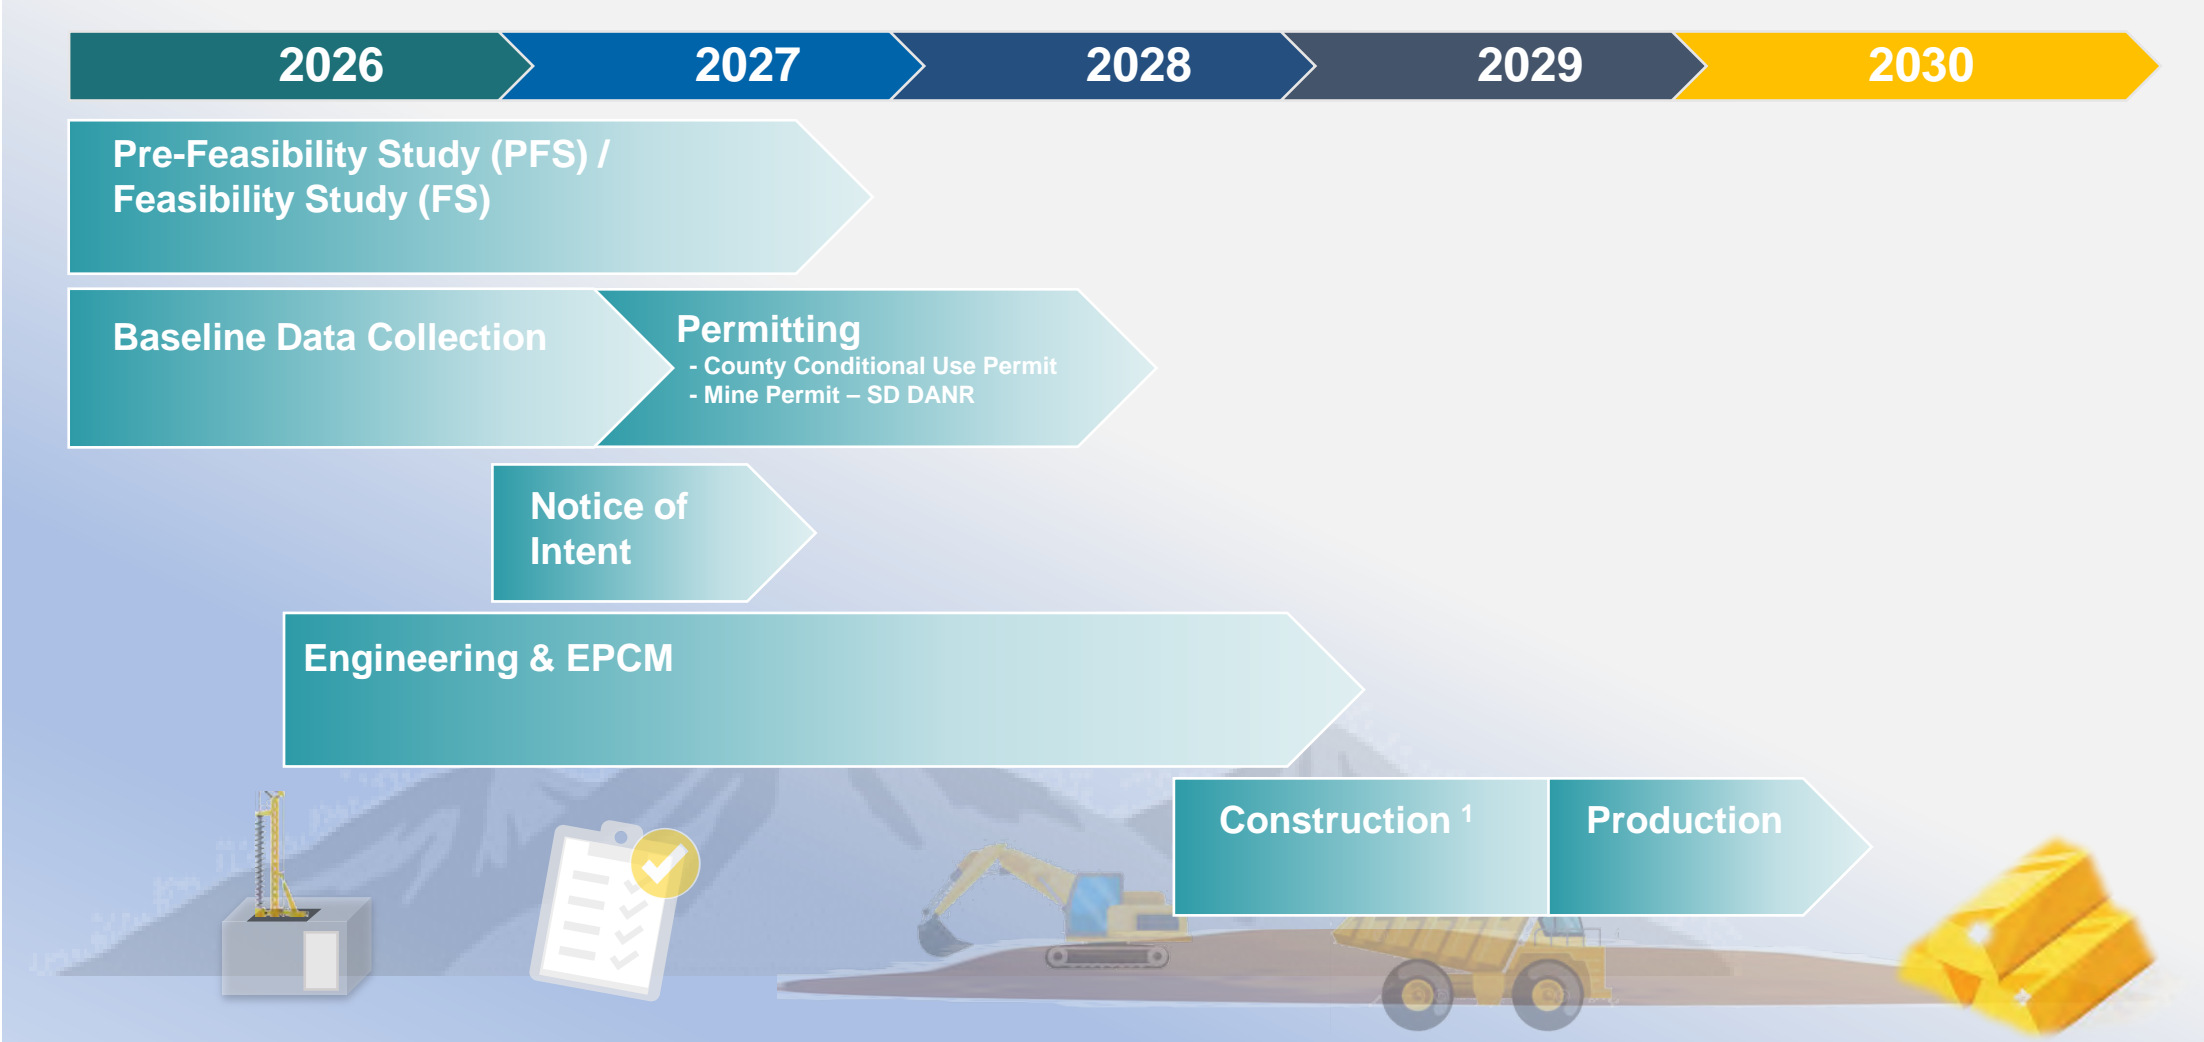 2026 2027 2028 2029 2030
Pre-Feasibility Study (PFS) /
Feasibility Study (FS)
Baseline Data Collection
Permitting
- County Conditional Use Permit
- Mine Permit – SD DANR
Notice of
Intent
Engineering & EPCM
Construction ¹
Production